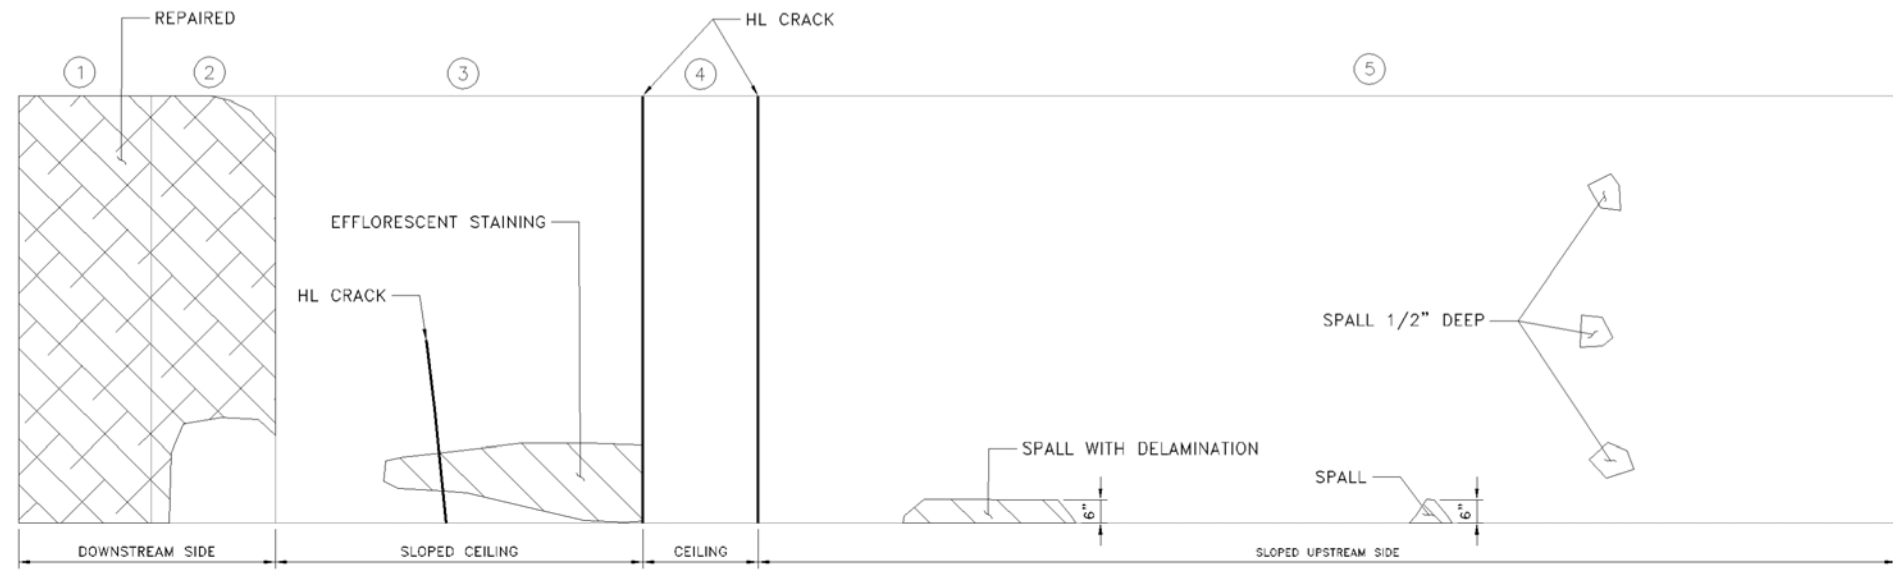 REPAIRED
HL CRACK
1
2
3
4
5
EFFLORESCENT STAINING
HL CRACK
SPALL 1/2" DEEP
SPALL WITH DELAMINATION
SPALL
6"
6"
DOWNSTREAM SIDE
SLOPED CEILING
CEILING
SLOPED UPSTREAM SIDE